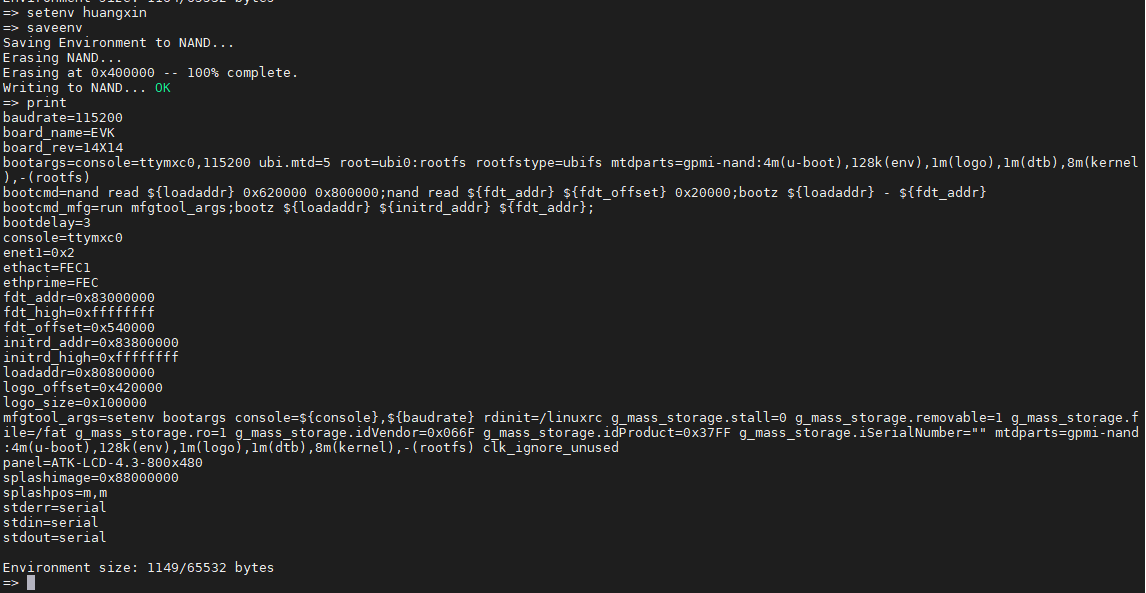 Environment size: 1164/65532 bytes
=> setenv huangxin
=> saveenv
Saving Environment to NAND...
Erasing NAND...
Erasing at 0x400000 -- 100% complete.
Writing to NAND... OK
=> print
baudrate=115200
board_name=EVK
board_rev=14X14
bootargs=console=ttymxc0,115200 ubi.mtd=5 root=ubi0:rootfs rootfstype=ubifs mtdparts=gpmi-nand:4m(u-boot),128k(env),1m(logo),1m(dtb),8m(kernel
),-(rootfs)
bootcmd=nand read ${loadaddr} 0x620000 0x800000;nand read ${fdt_addr} ${fdt_offset} 0x20000;bootz ${loadaddr} - ${fdt_addr}
bootcmd_mfg=run mfgtool_args;bootz ${loadaddr} ${initrd_addr} ${fdt_addr};
bootdelay=3
console=ttymxc0
enet1=0x2
ethact=FEC1
ethprime=FEC
fdt_addr=0x83000000
fdt_high=0xffffffff
fdt_offset=0x540000
initrd_addr=0x83800000
initrd_high=0xffffffff
loadaddr=0x80800000
logo_offset=0x420000
logo_size=0x100000
mfgtool_args=setenv bootargs console=${console},${baudrate} rdinit=/linuxrc g_mass_storage.stall=0 g_mass_storage.removable=1 g_mass_storage.f
ile=/fat g_mass_storage.ro=1 g_mass_storage.idVendor=0x066F g_mass_storage.idProduct=0x37FF g_mass_storage.iSerialNumber="" mtdparts=gpmi-nand
:4m(u-boot),128k(env),1m(logo),1m(dtb),8m(kernel),-(rootfs) clk_ignore_unused
panel=ATK-LCD-4.3-800x480
splashimage=0x88000000
splashpos=m,m
stderr=serial
stdin=serial
stdout=serial
Environment size: 1149/65532 bytes
=>